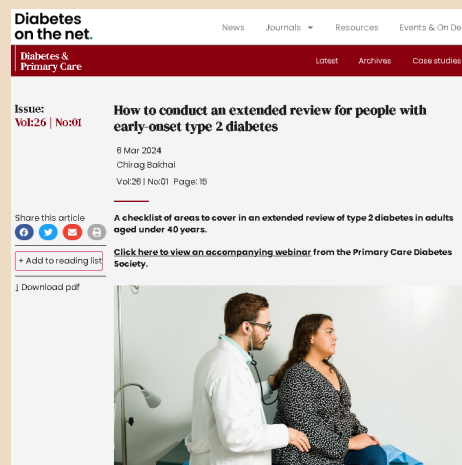 Diabetes
on the net.
News Journals Resources Events & On De
Diabetes &
Primary Care
Latest Archives Case studies
Issue:
Vol:26 | No:01
How to conduct an extended review for people with
early-onset type 2 diabetes
6 Mar 2024
Chirag Bakhai
Vol:26 | No:01 Page: 15
Share this article
+ Add to reading list
↓ Download pdf
A checklist of areas to cover in an extended review of type 2 diabetes in adults
aged under 40 years.
Click here to view an accompanying webinar from the Primary Care Diabetes
Society.